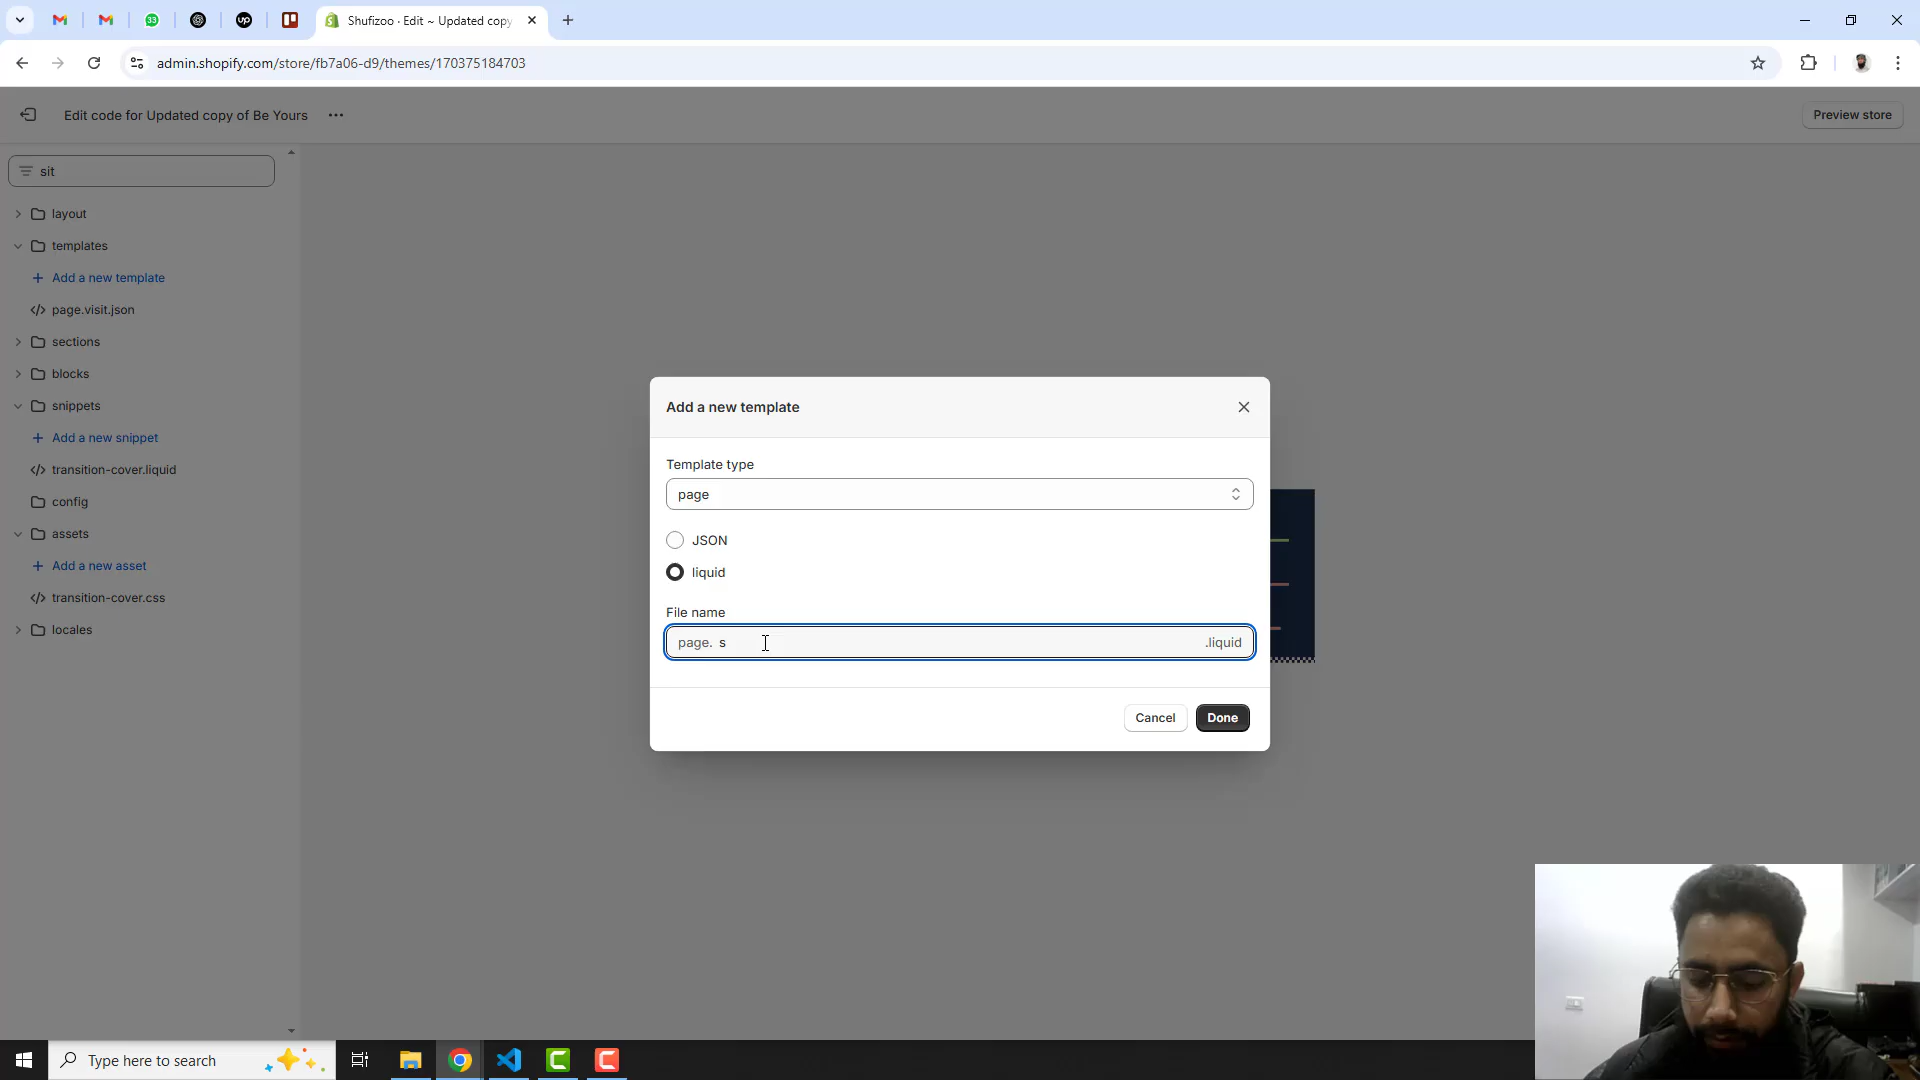 33
up
Shufizoo · Edit ~ Updated copy
admin.shopify.com/store/fb7a06-d9/themes/170375184703
Edit code for Updated copy of Be Yours
Preview store
sit
layout
templates
Add a new template
page.visit.json
sections
blocks
snippets
Add a new snippet
transition-cover.liquid
config
assets
Add a new asset
transition-cover.css
locales
Add a new template
Template type
page
JSON
liquid
File name
page. s .liquid
Cancel
Done
Type here to search